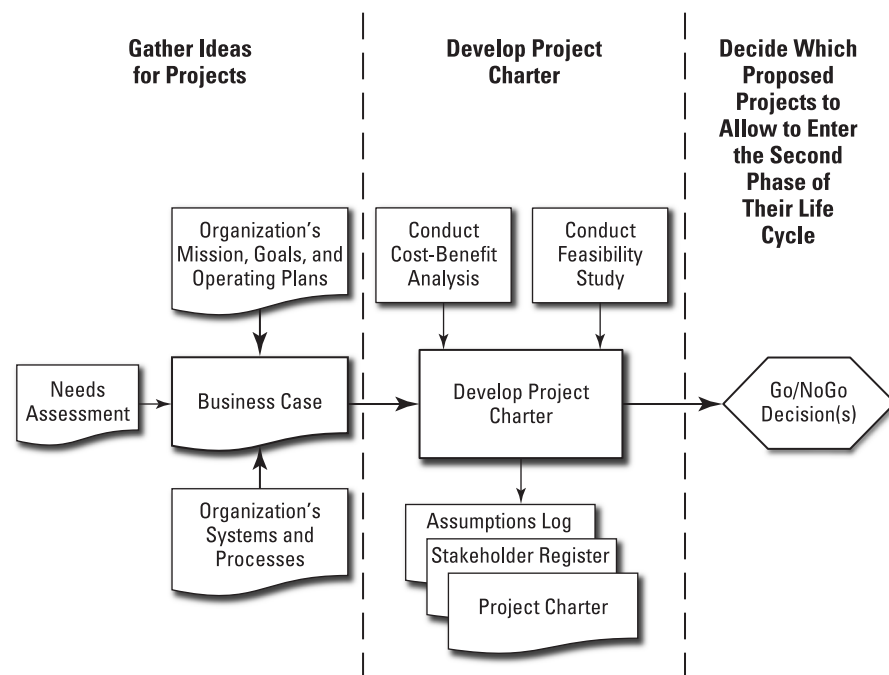 Gather Ideas
for Projects
Develop Project
Charter
Decide Which
Proposed
Projects to
Allow to Enter
the Second
Phase of
Their Life
Cycle
Organization’s
Mission, Goals, and
Operating Plans
Conduct
Cost-Benefit
Analysis
Conduct
Feasibility
Study
Needs
Assessment
Business Case
Develop Project
Charter
Go/NoGo
Decision(s)
Organization’s
Systems and
Processes
Assumptions Log
Stakeholder Register
Project Charter